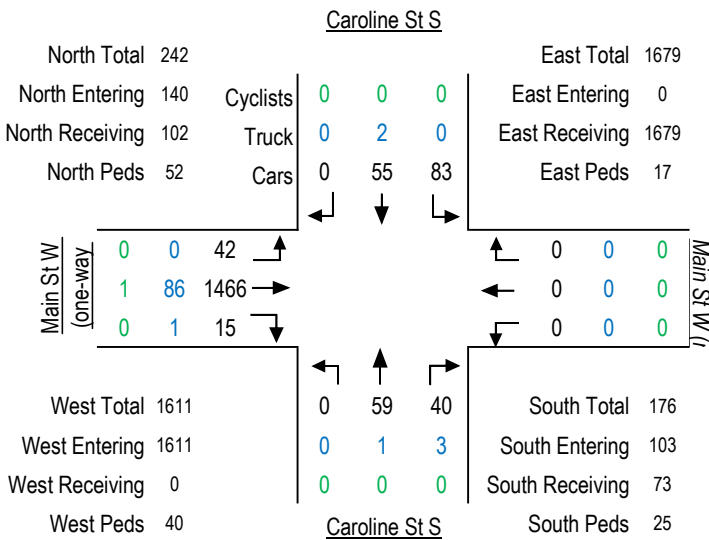 Caroline St S
North Total 242
East Total 1679
North Entering 140
Cyclists 0 0 0
East Entering 0
North Receiving 102
Truck 0 2 0
East Receiving 1679
North Peds 52
Cars 0 55 83
East Peds 17
Main St W
(one-way
0 0 42
0 0 0
1 86 1466
0 0 0
0 1 15
0 0 0
Main St W (
West Total 1611
0 59 40
South Total 176
West Entering 1611
0 1 3
South Entering 103
West Receiving 0
0 0 0
South Receiving 73
West Peds 40
Caroline St S
South Peds 25